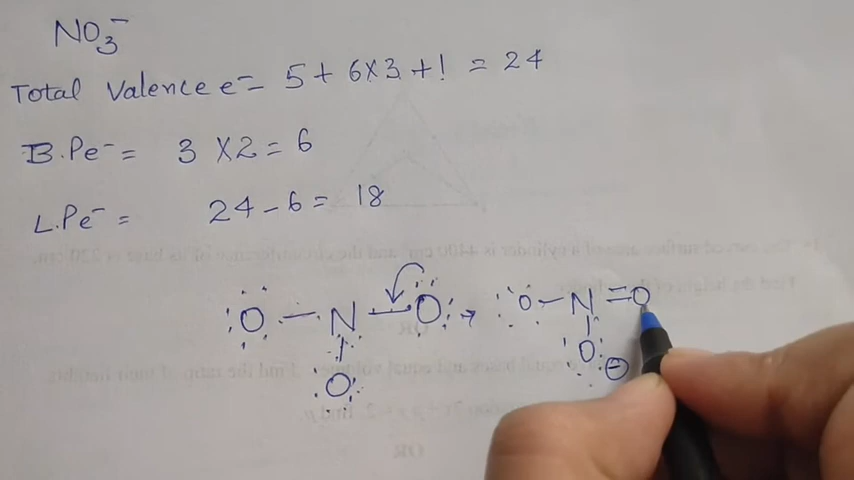 NO₃⁻
Total Valence e⁻ = 5 + 6 × 3 + 1 = 24
B.Pe⁻ = 3 × 2 = 6
L.Pe⁻ = 24 - 6 = 18
O — N — O → O — N = O
O O ⊖